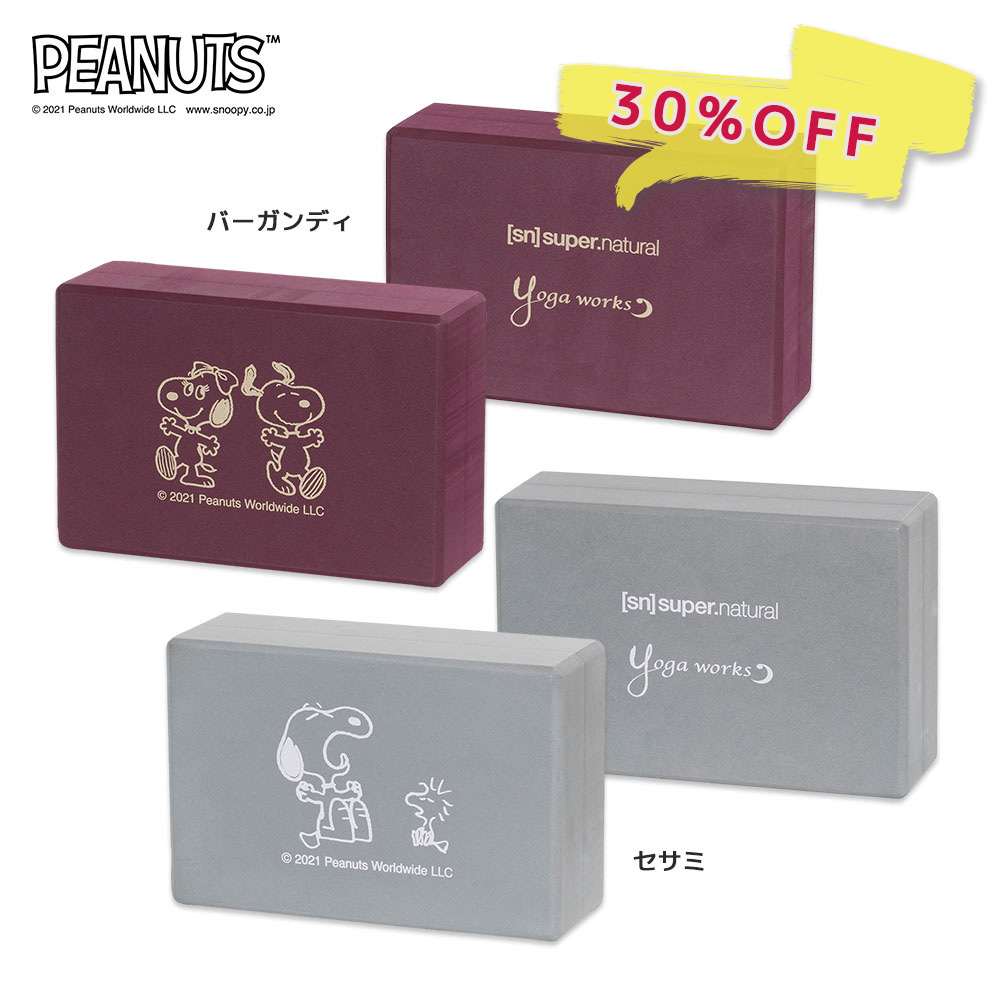 PEANUTS™
© 2021 Peanuts Worldwide LLC www.snoopy.co.jp
30%OFF
バーガンディ
[sn]super.natural
Yoga works
© 2021 Peanuts Worldwide LLC
[sn]super.natural
Yoga works
© 2021 Peanuts Worldwide LLC
セサミ